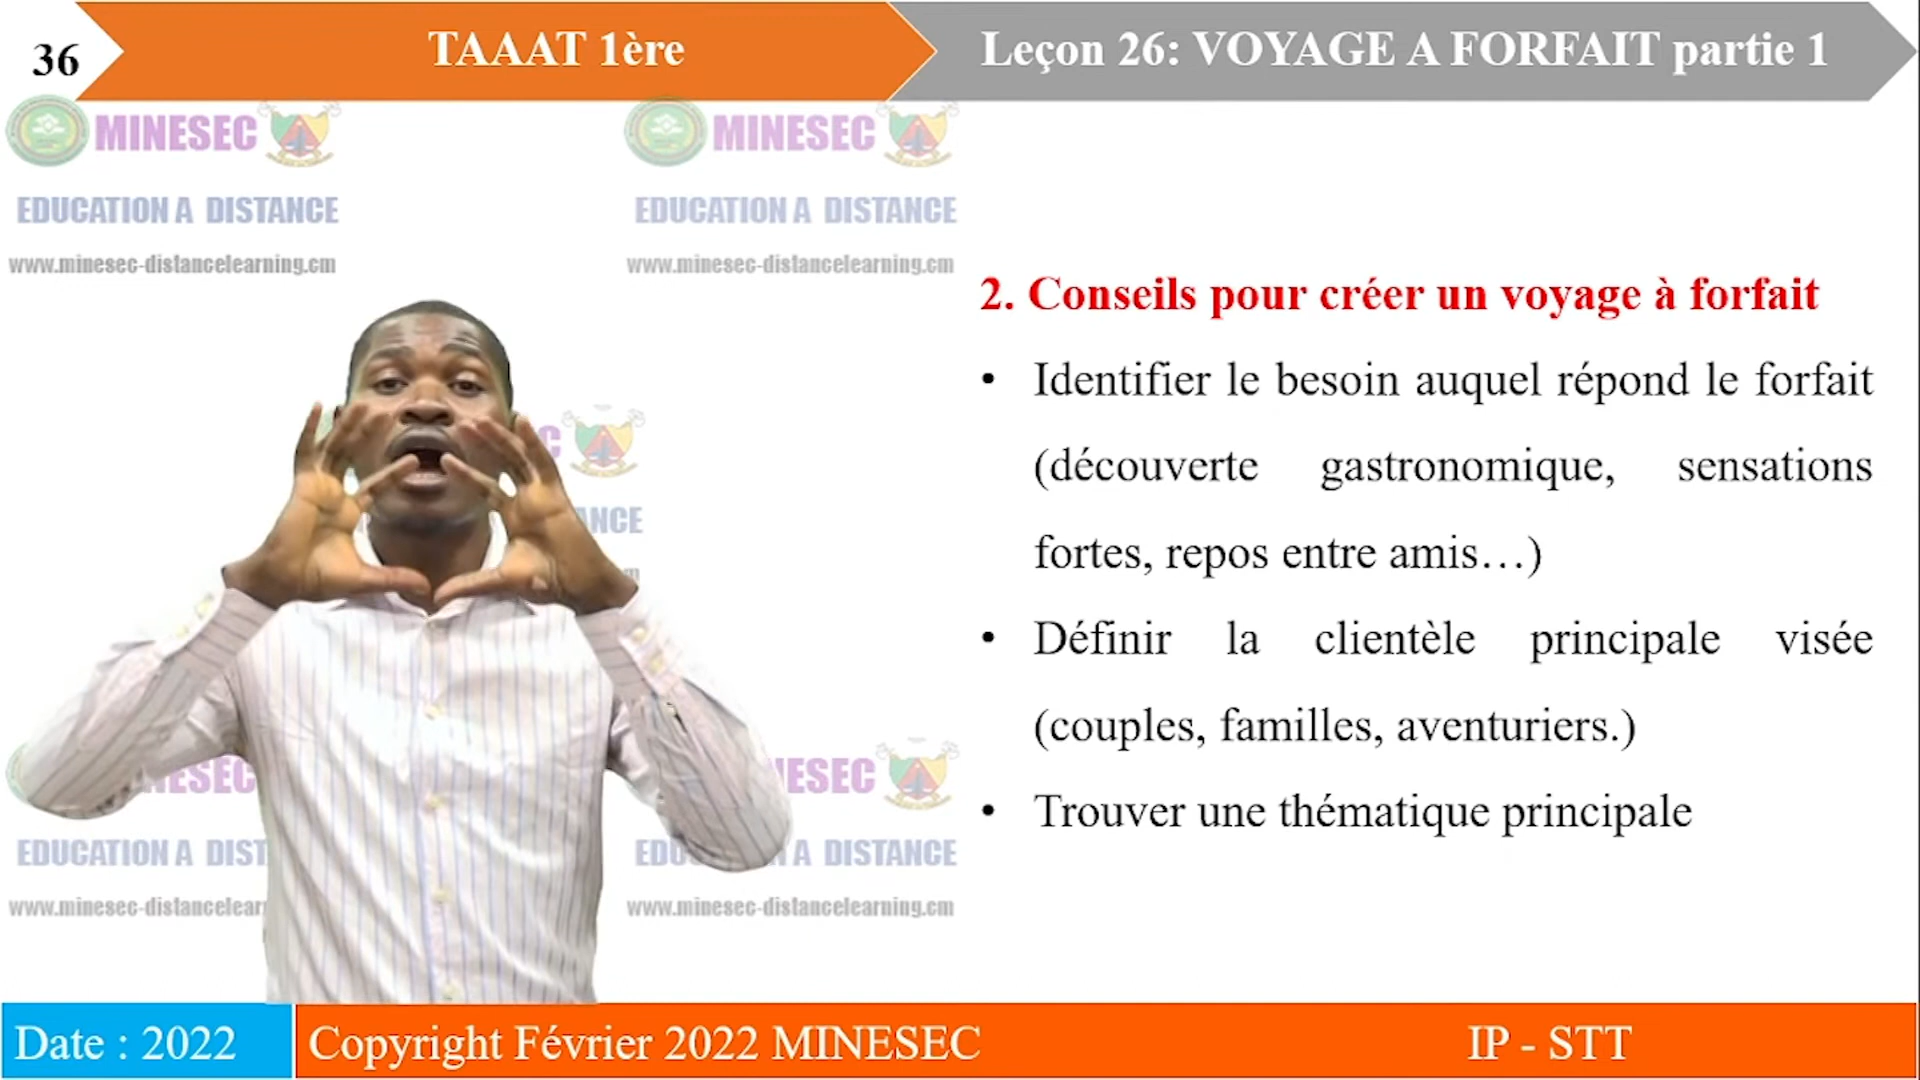 36
TAAAT 1ère
Leçon 26: VOYAGE A FORFAIT partie 1
MINESEC
MINESEC
EDUCATION A DISTANCE
EDUCATION A DISTANCE
www.minesec-distancelearning.cm
www.minesec-distancelearning.cm
2. Conseils pour créer un voyage à forfait
• Identifier le besoin auquel répond le forfait
(découverte gastronomique, sensations
fortes, repos entre amis…)
• Définir la clientèle principale visée
(couples, familles, aventuriers.)
• Trouver une thématique principale
EDUCATION A DISTANCE
www.minesec-distancelearning.cm
Date : 2022
Copyright Février 2022 MINESEC
IP - STT